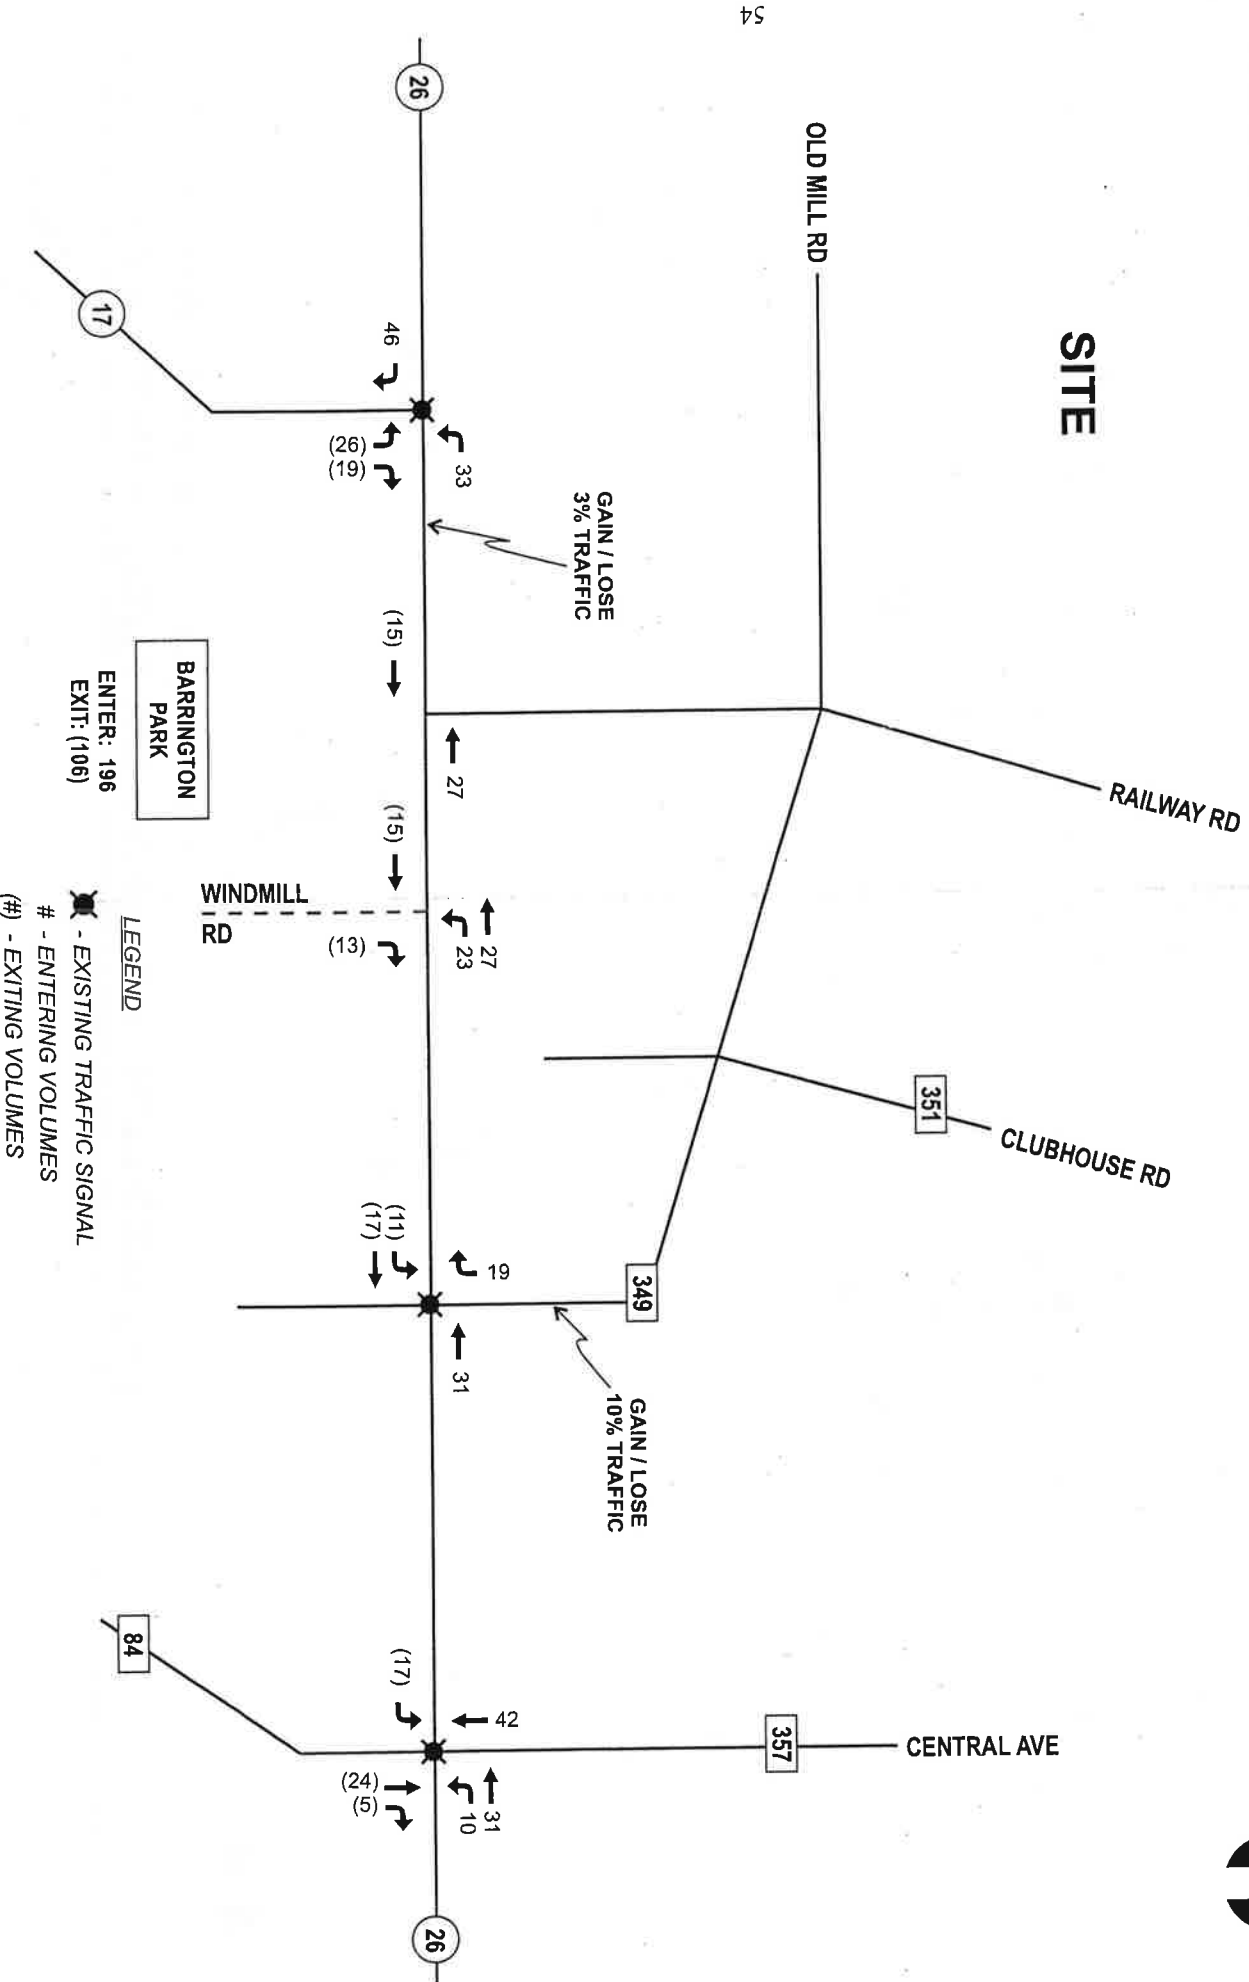 54
SITE
OLD MILL RD
RAILWAY RD
351
CLUBHOUSE RD
349
357
CENTRAL AVE
GAIN / LOSE
3% TRAFFIC
GAIN / LOSE
10% TRAFFIC
26
46
33
(26)
(19)
17
(15)
27
(15)
27
23
(13)
WINDMILL
RD
19
(11)
(17)
31
42
(17)
31
10
(24)
(5)
84
26
BARRINGTON
PARK
ENTER: 196
EXIT: (106)
LEGEND
- EXISTING TRAFFIC SIGNAL
# - ENTERING VOLUMES
(#) - EXITING VOLUMES